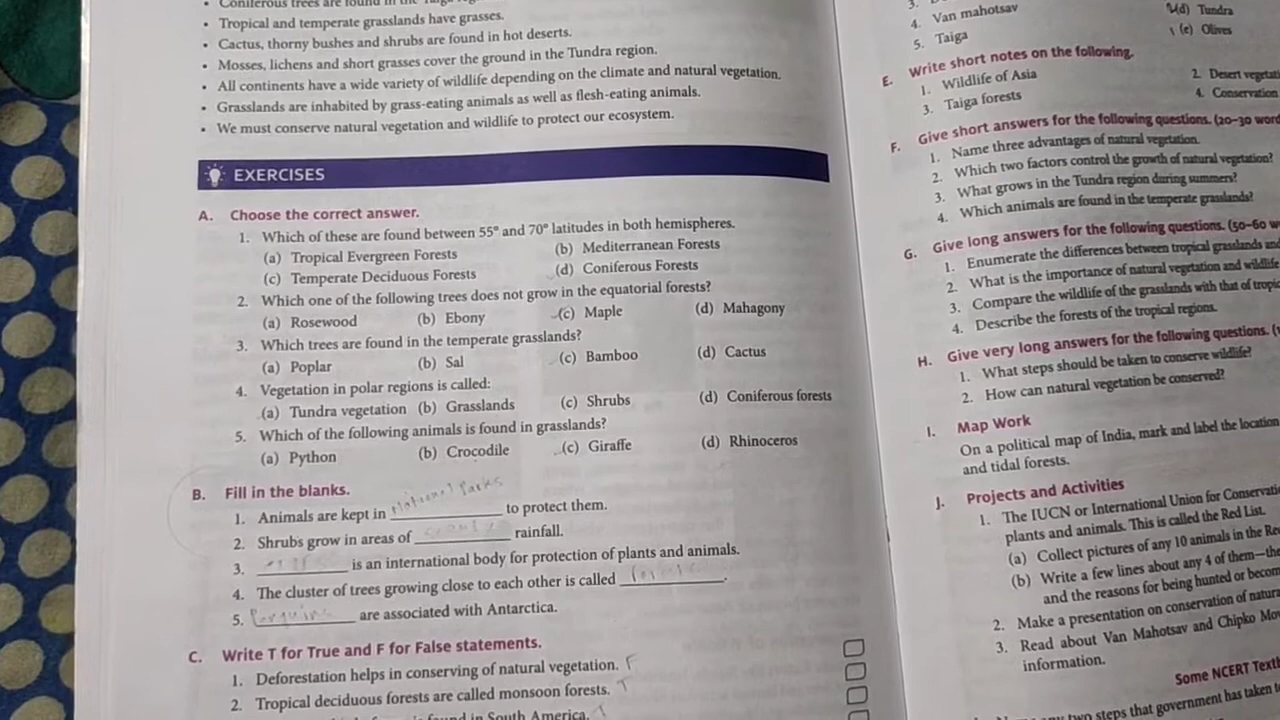 Coniferous trees are found in the
• Tropical and temperate grasslands have grasses.
• Cactus, thorny bushes and shrubs are found in hot deserts.
• Mosses, lichens and short grasses cover the ground in the Tundra region.
• All continents have a wide variety of wildlife depending on the climate and natural vegetation.
• Grasslands are inhabited by grass-eating animals as well as flesh-eating animals.
• We must conserve natural vegetation and wildlife to protect our ecosystem.
EXERCISES
A. Choose the correct answer.
1. Which of these are found between 55° and 70° latitudes in both hemispheres.
(a) Tropical Evergreen Forests (b) Mediterranean Forests
(c) Temperate Deciduous Forests (d) Coniferous Forests
2. Which one of the following trees does not grow in the equatorial forests?
(a) Rosewood (b) Ebony (c) Maple (d) Mahagony
3. Which trees are found in the temperate grasslands?
(a) Poplar (b) Sal (c) Bamboo (d) Cactus
4. Vegetation in polar regions is called:
(a) Tundra vegetation (b) Grasslands (c) Shrubs (d) Coniferous forests
5. Which of the following animals is found in grasslands?
(a) Python (b) Crocodile (c) Giraffe (d) Rhinoceros
B. Fill in the blanks.
1. Animals are kept in National Parks to protect them.
2. Shrubs grow in areas of rainfall.
3. is an international body for protection of plants and animals.
4. The cluster of trees growing close to each other is called .
5. are associated with Antarctica.
C. Write T for True and F for False statements.
1. Deforestation helps in conserving of natural vegetation. F
2. Tropical deciduous forests are called monsoon forests. T
found in South America. T
3.
4. Van mahotsav (d) Tundra
5. Taiga (e) Olives
E. Write short notes on the following.
1. Wildlife of Asia 2. Desert
3. Taiga forests 4. Conservation
F. Give short answers for the following questions. (20–30
1. Name three advantages of natural vegetation.
2. Which two factors control the growth of natural vegetation?
3. What grows in the Tundra region during summers?
4. Which animals are found in the temperate grasslands?
G. Give long answers for the following questions. (50–60
1. Enumerate the differences between tropical grasslands
2. What is the importance of natural vegetation and wildlife
3. Compare the wildlife of the grasslands with that of
4. Describe the forests of the tropical regions.
H. Give very long answers for the following questions.
1. What steps should be taken to conserve wildlife?
2. How can natural vegetation be conserved?
I. Map Work
On a political map of India, mark and label the location
and tidal forests.
J. Projects and Activities
1. The IUCN or International Union for
plants and animals. This is called the Red List.
(a) Collect pictures of any 10 animals in the
(b) Write a few lines about any 4 of them—
and the reasons for being hunted or
2. Make a presentation on conservation of
3. Read about Van Mahotsav and Chipko
information.
Some NCERT
two steps that government has taken